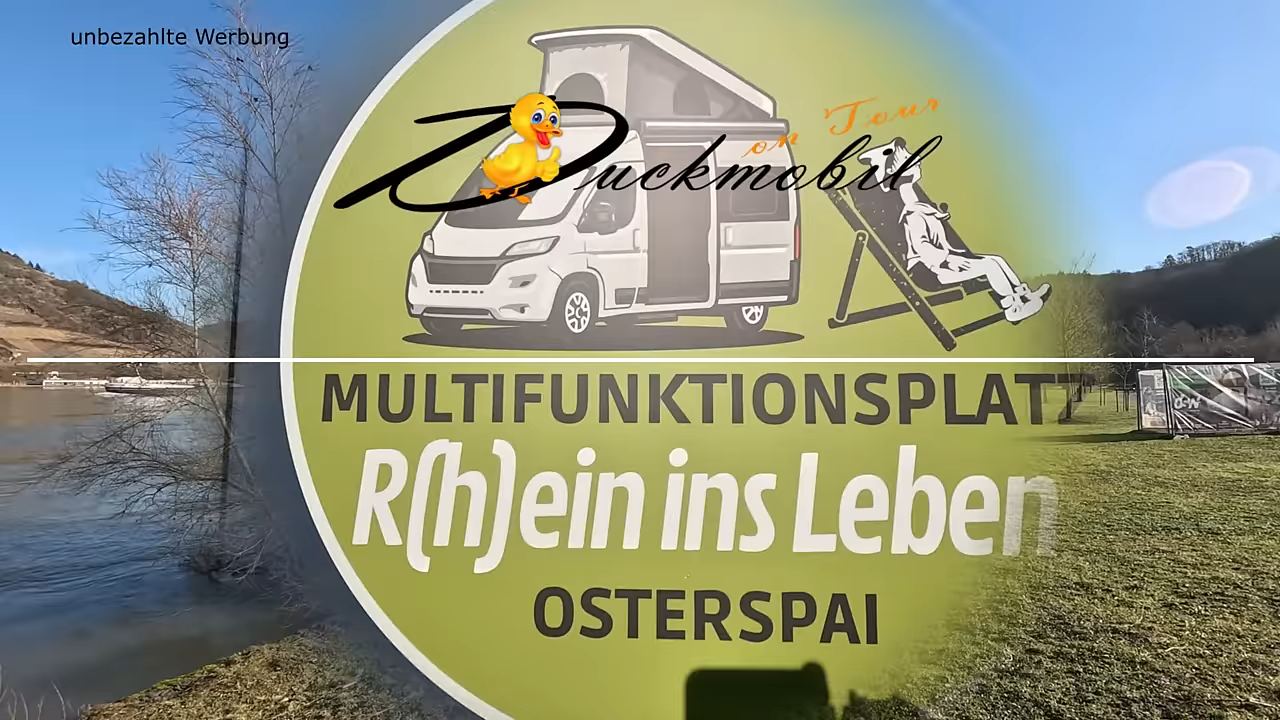 unbezahlte Werbung
on Tour
Duckmobil
MULTIFUNKTIONSPLATZ
R(h)ein ins Leben
OSTERSPAI